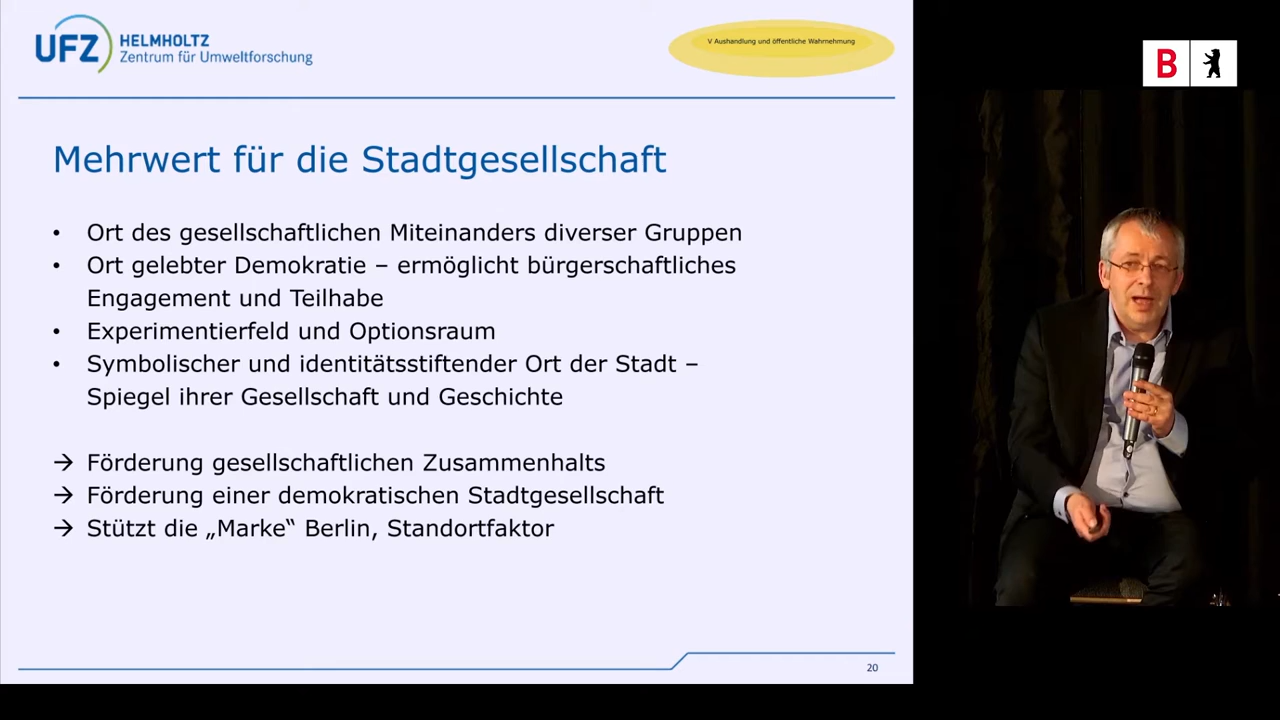 UFZ HELMHOLTZ
Zentrum für Umweltforschung
V Aushandlung und öffentliche Wahrnehmung
B
Mehrwert für die Stadtgesellschaft
• Ort des gesellschaftlichen Miteinanders diverser Gruppen
• Ort gelebter Demokratie – ermöglicht bürgerschaftliches
Engagement und Teilhabe
• Experimentierfeld und Optionsraum
• Symbolischer und identitätsstiftender Ort der Stadt –
Spiegel ihrer Gesellschaft und Geschichte
→ Förderung gesellschaftlichen Zusammenhalts
→ Förderung einer demokratischen Stadtgesellschaft
→ Stützt die „Marke“ Berlin, Standortfaktor
20